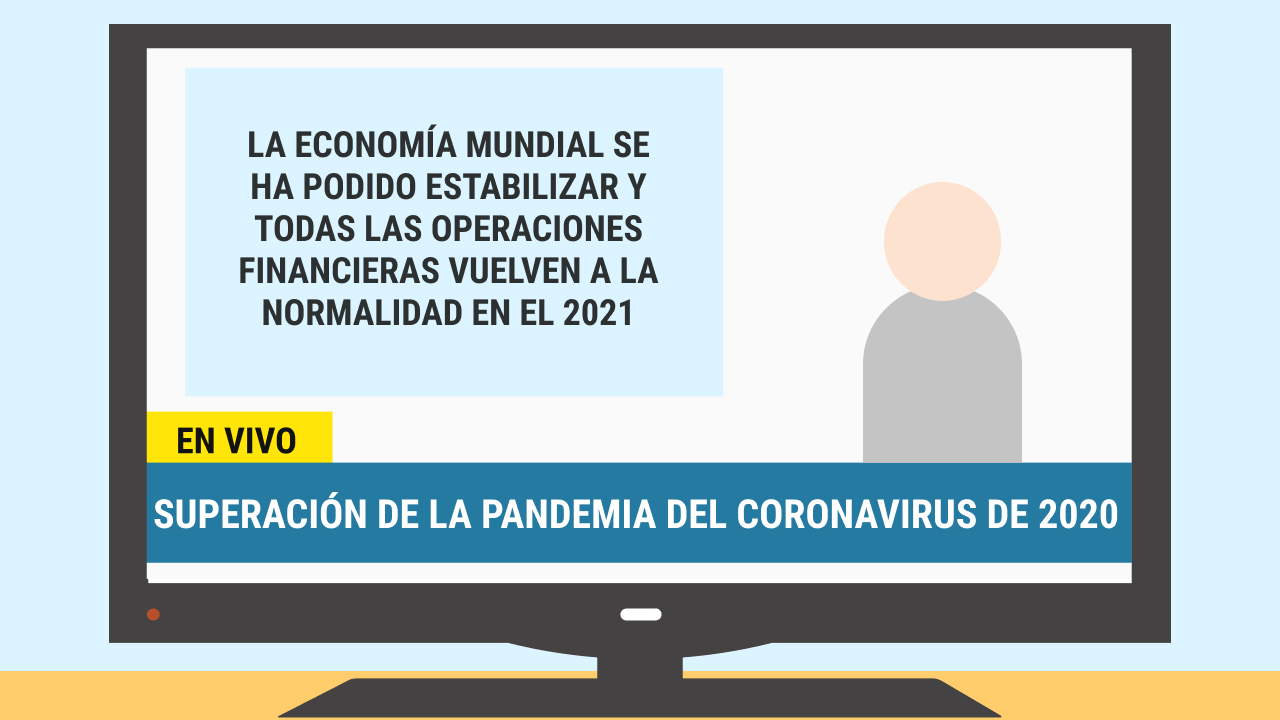 LA ECONOMÍA MUNDIAL SE
HA PODIDO ESTABILIZAR Y
TODAS LAS OPERACIONES
FINANCIERAS VUELVEN A LA
NORMALIDAD EN EL 2021
EN VIVO
SUPERACIÓN DE LA PANDEMIA DEL CORONAVIRUS DE 2020